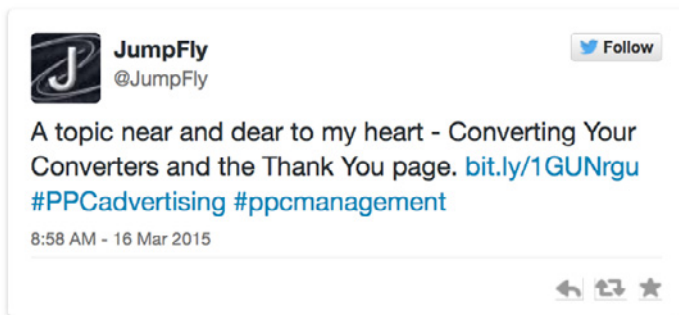 J
JumpFly
@JumpFly
Follow
A topic near and dear to my heart - Converting Your
Converters and the Thank You page. bit.ly/1GUNrgu
#PPCadvertising #ppcmanagement
8:58 AM - 16 Mar 2015